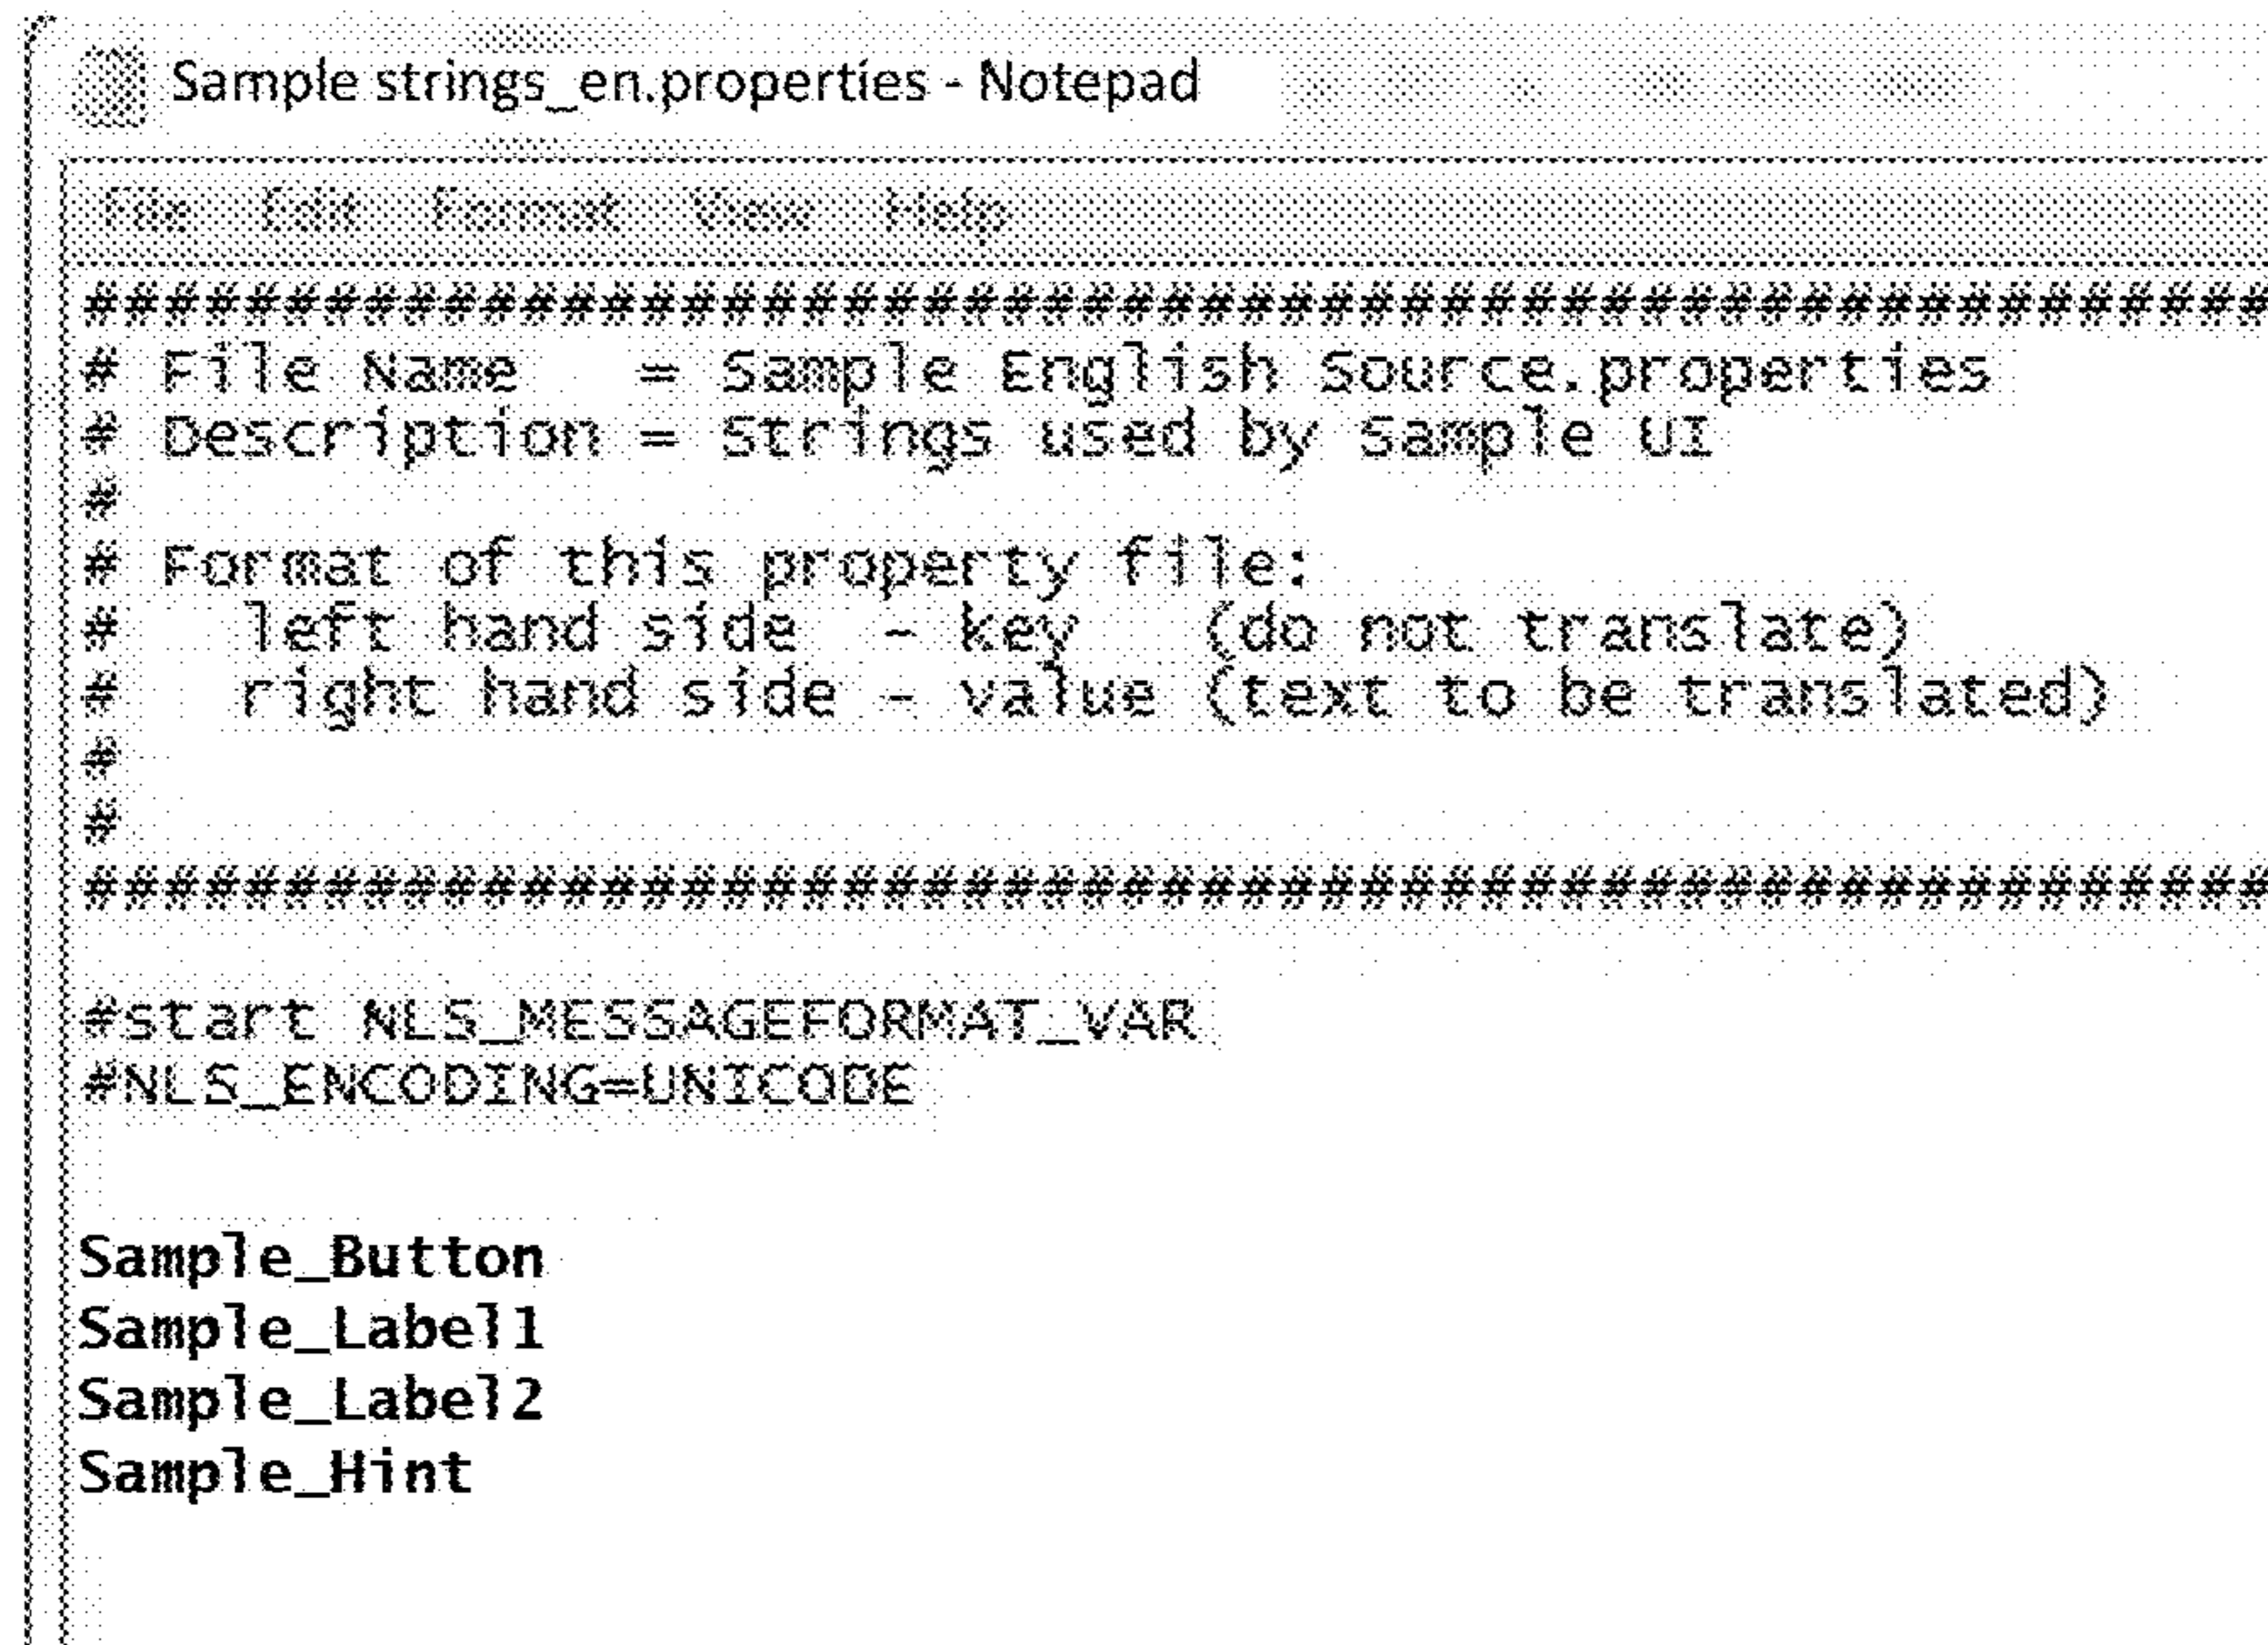 Sample strings_en.properties - Notepad
File Edit Format View Help
######################################################
# File Name   = Sample English Source.properties
# Description = Strings used by Sample UI
#
# Format of this property file:
#   left hand side  - key   (do not translate)
#   right hand side - value (text to be translated)
#
#
######################################################
#start NLS_MESSAGEFORMAT_VAR
#NLS_ENCODING=UNICODE
Sample_Button
Sample_Label1
Sample_Label2
Sample_Hint